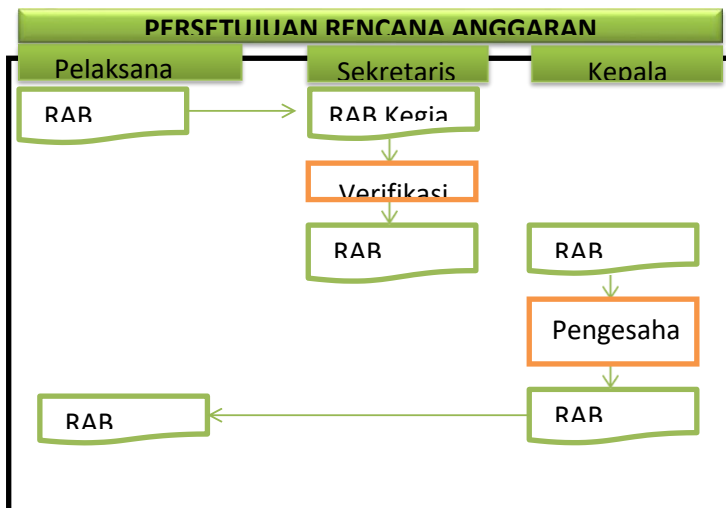 PERSETUJUAN RENCANA ANGGARAN
Pelaksana
Sekretaris
Kepala
RAB
RAB Kegia
Verifikasi
RAB
RAB
Pengesaha
RAB
RAB